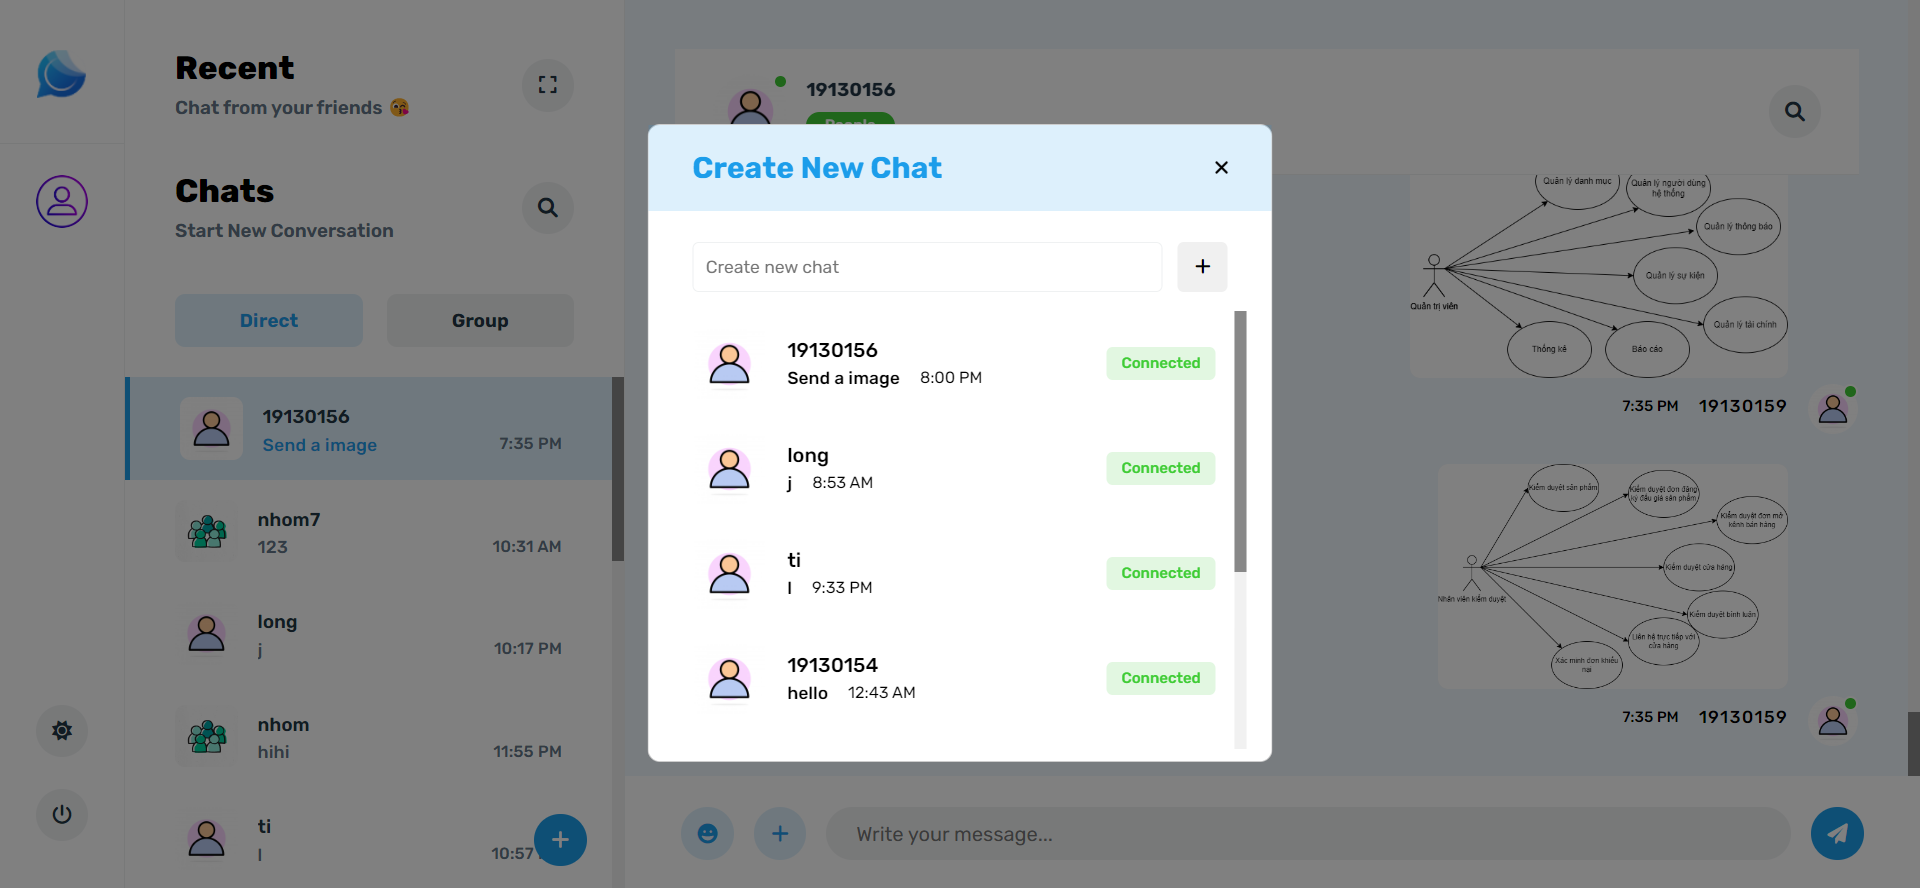 Recent
Chat from your friends 😘
Chats
Start New Conversation
Direct
Group
19130156
Send a image
7:35 PM
nhom7
123
10:31 AM
long
j
10:17 PM
nhom
hihi
11:55 PM
ti
l
10:57
19130156
Create New Chat
Create new chat
19130156
Send a image 8:00 PM
Connected
long
j 8:53 AM
Connected
ti
l 9:33 PM
Connected
19130154
hello 12:43 AM
Connected
Quản lý danh mục
Quản lý người dùng
hệ thống
Quản lý thông báo
Quản lý sự kiện
Quản trị viên
Quản lý tài chính
Thống kê
Báo cáo
7:35 PM 19130159
Kiểm duyệt sản phẩm
Kiểm duyệt đơn đăng
ký đấu giá sản phẩm
Kiểm duyệt đơn mở
kênh bán hàng
Kiểm duyệt cửa hàng
Nhân viên kiểm duyệt
Kiểm duyệt bình luận
Liên hệ trực tiếp với
cửa hàng
Xác minh đơn khiếu
nại
7:35 PM 19130159
Write your message...